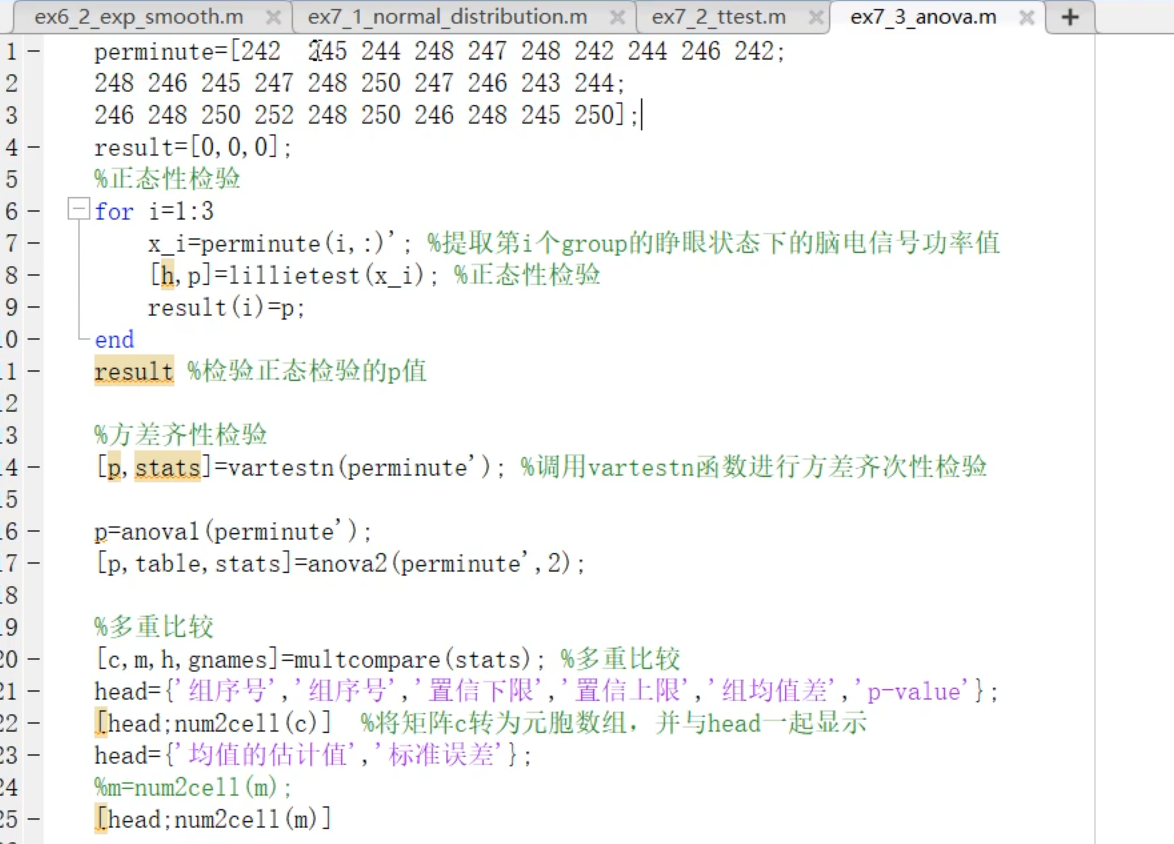 ex6_2_exp_smooth.m × ex7_1_normal_distribution.m × ex7_2_ttest.m × ex7_3_anova.m × +
1 — perminute=[242 245 244 248 247 248 242 244 246 242;
2 248 246 245 247 248 250 247 246 243 244;
3 246 248 250 252 248 250 246 248 245 250];
4 — result=[0,0,0];
5 %正态性检验
6 — for i=1:3
7 — x_i=perminute(i,:)'; %提取第i个group的睁眼状态下的脑电信号功率值
8 — [h,p]=lillietest(x_i); %正态性检验
9 — result(i)=p;
10 — end
11 — result %检验正态检验的p值
12
13 %方差齐性检验
14 — [p,stats]=vartestn(perminute'); %调用vartestn函数进行方差齐次性检验
15
16 — p=anova1(perminute');
17 — [p,table,stats]=anova2(perminute',2);
18
19 %多重比较
20 — [c,m,h,gnames]=multcompare(stats); %多重比较
21 — head={'组序号','组序号','置信下限','置信上限','组均值差','p-value'};
22 — [head;num2cell(c)] %将矩阵c转为元胞数组，并与head一起显示
23 — head={'均值的估计值','标准误差'};
24 %m=num2cell(m);
25 — [head;num2cell(m)]